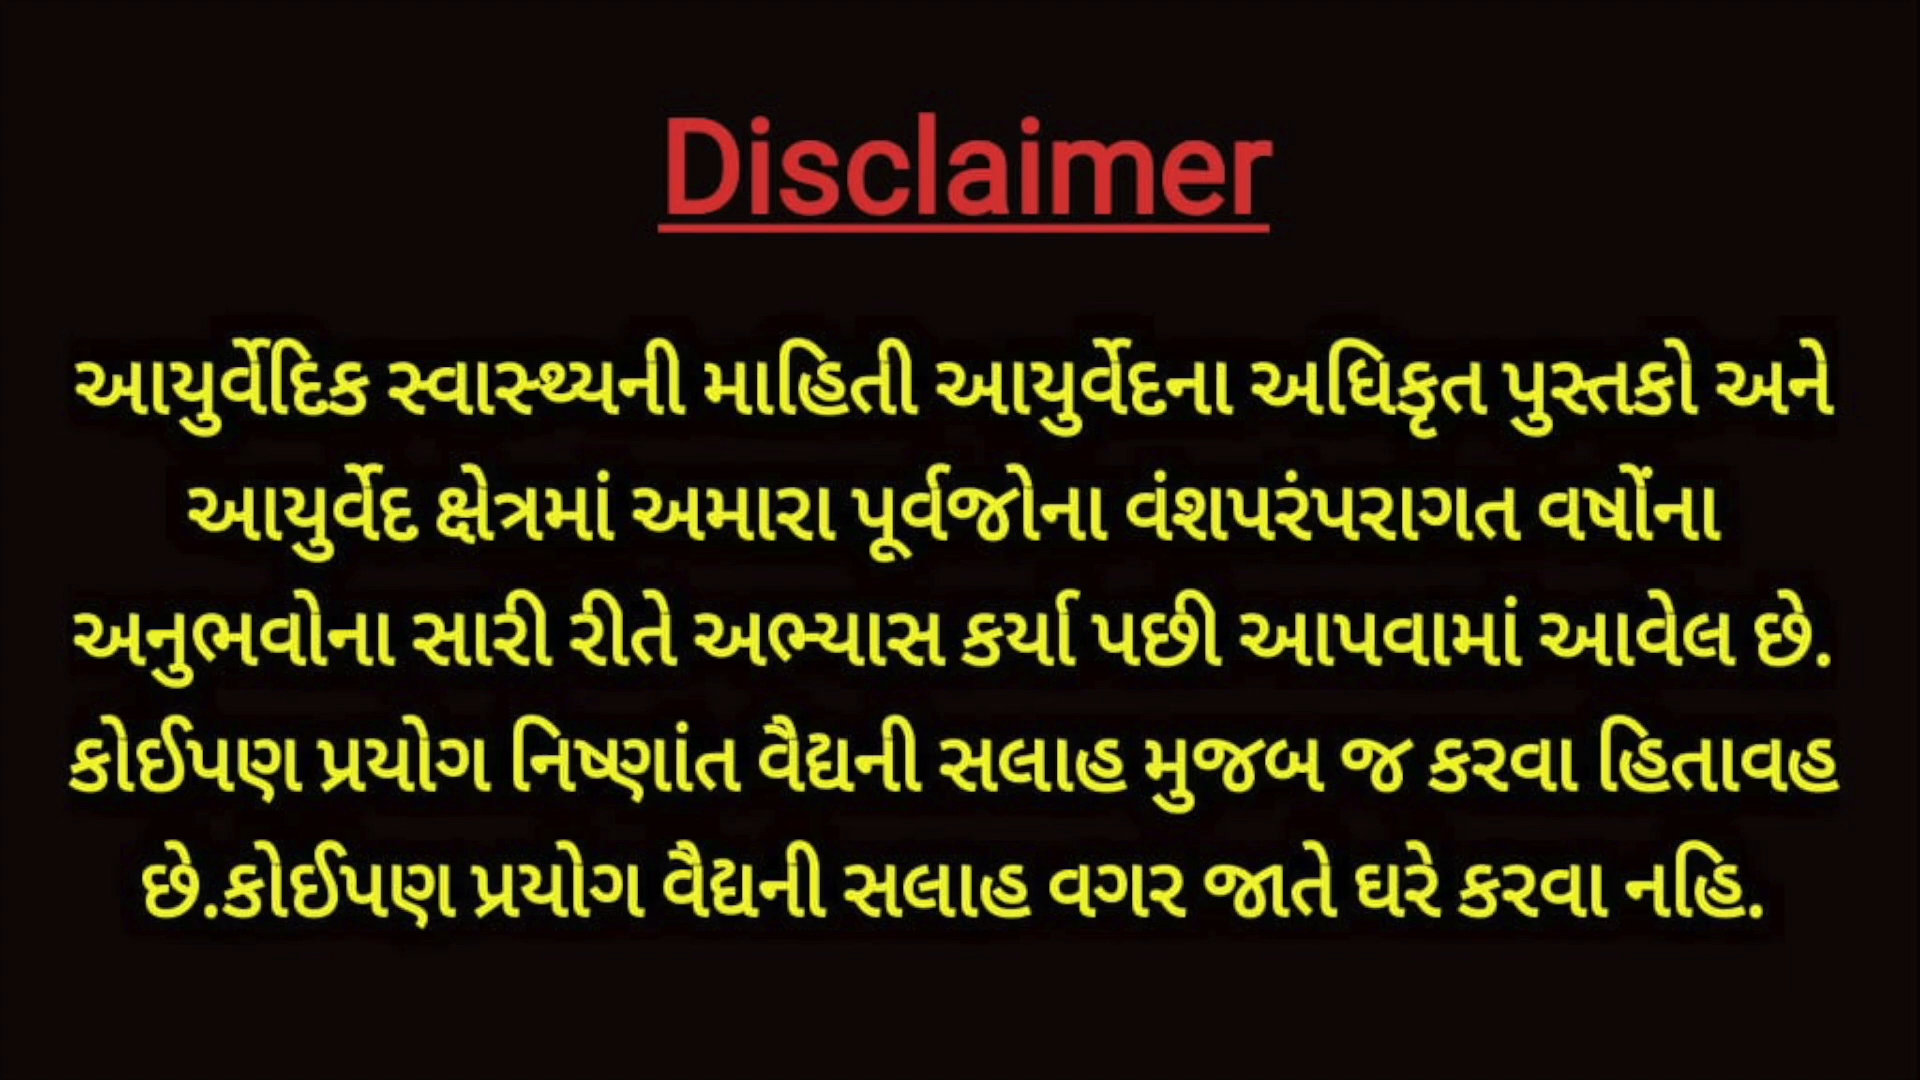 Disclaimer
આયુર્વેદિક સ્વાસ્થ્યની માહિતી આયુર્વેદના અધિકૃત પુસ્તકો અને
આયુર્વેદ ક્ષેત્રમાં અમારા પૂર્વજોના વંશપરંપરાગત વર્ષોના
અનુભવોના સારી રીતે અભ્યાસ કર્યા પછી આપવામાં આવેલ છે.
કોઈપણ પ્રયોગ નિષ્ણાંત વૈદ્યની સલાહ મુજબ જ કરવા હિતાવહ
છે.કોઈપણ પ્રયોગ વૈદ્યની સલાહ વગર જાતે ઘરે કરવા નહિ.